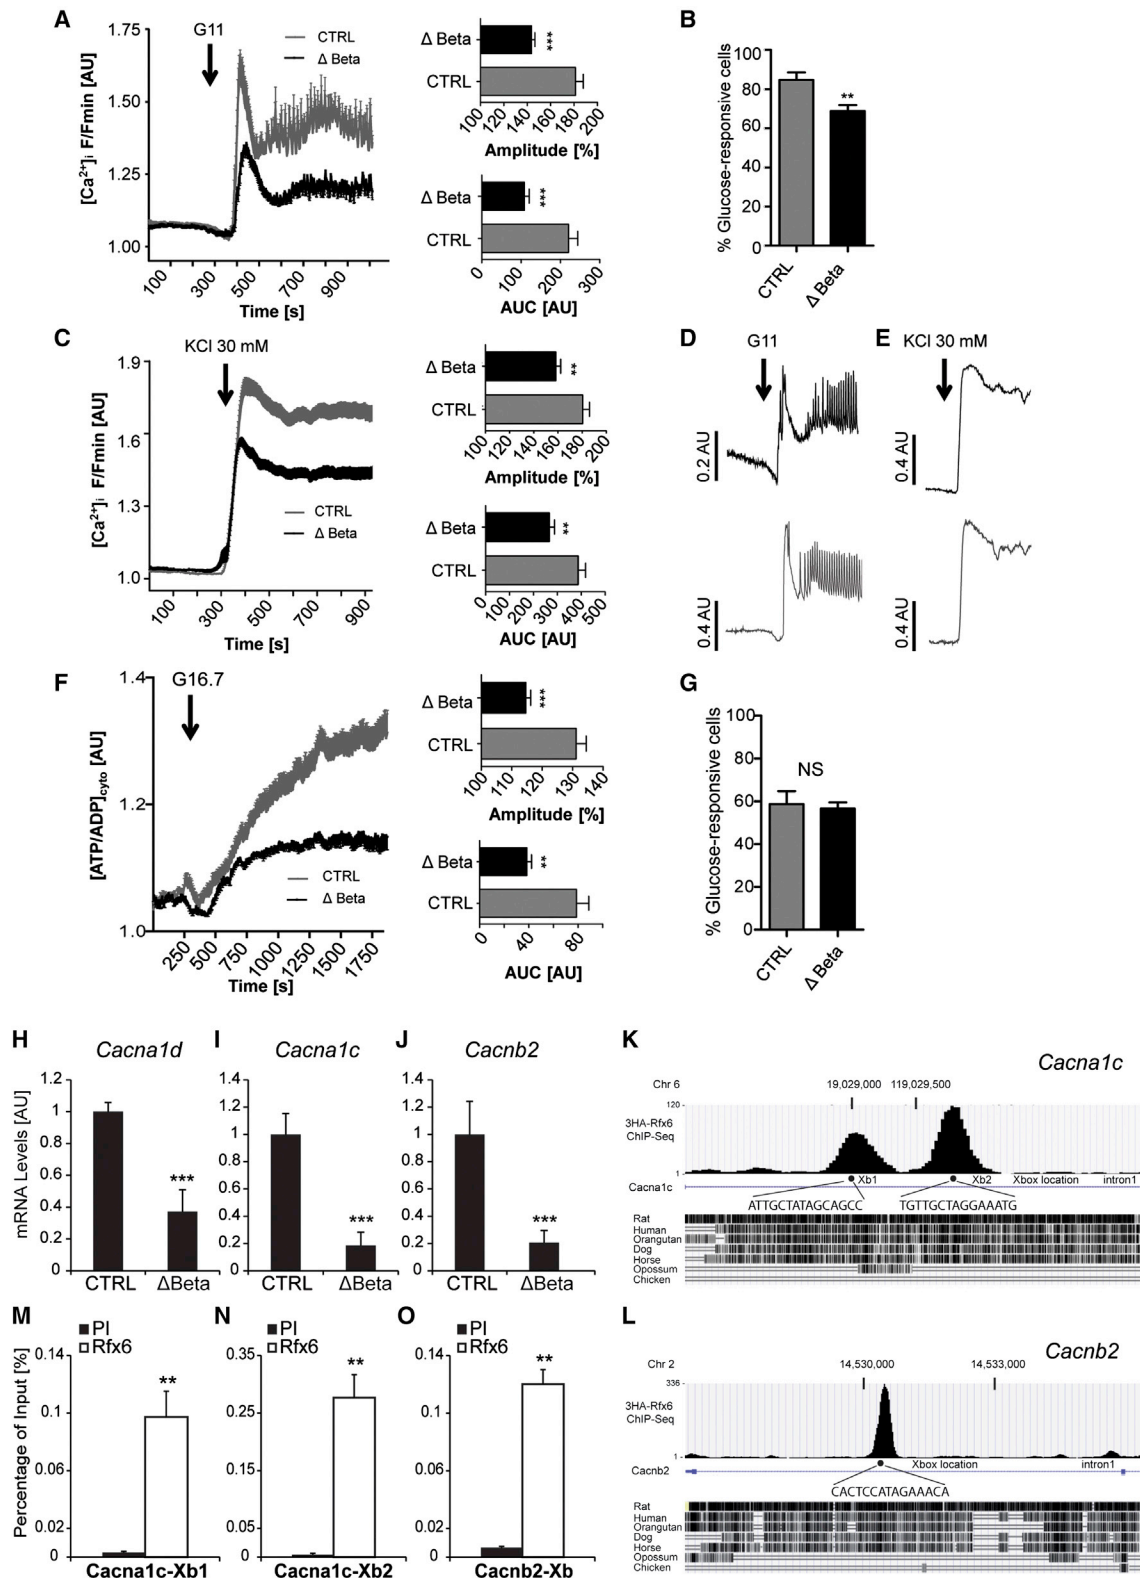 A
G11
CTRL
Δ Beta
1.75
1.50
1.25
1.00
[Ca²⁺]i F/Fmin [AU]
100 300 500 700 900
Time [s]
Δ Beta
***
CTRL
100 120 140 160 180 200
Amplitude [%]
Δ Beta
***
CTRL
0 100 200 300
AUC [AU]
B
% Glucose-responsive cells
100
80
60
40
20
0
**
CTRL
Δ Beta
C
KCl 30 mM
1.9
1.6
1.3
1.0
[Ca²⁺]i F/Fmin [AU]
CTRL
Δ Beta
100 300 500 700 900
Time [s]
Δ Beta
**
CTRL
100 120 140 160 180 200
Amplitude [%]
Δ Beta
**
CTRL
0 100 200 300 400 500
AUC [AU]
D
G11
0.2 AU
0.4 AU
E
KCl 30 mM
0.4 AU
0.4 AU
F
G16.7
1.4
1.2
1.0
[ATP/ADP]cyto [AU]
CTRL
Δ Beta
250 500 750 1000 1250 1500 1750
Time [s]
Δ Beta
***
CTRL
100 110 120 130 140
Amplitude [%]
Δ Beta
**
CTRL
0 40 80
AUC [AU]
G
% Glucose-responsive cells
100
80
60
40
20
0
NS
CTRL
Δ Beta
H
Cacna1d
mRNA Levels [AU]
1.2
1
0.8
0.6
0.4
0.2
0
***
CTRL ΔBeta
I
Cacna1c
1.4
1.2
1
0.8
0.6
0.4
0.2
0
***
CTRL ΔBeta
J
Cacnb2
1.4
1.2
1
0.8
0.6
0.4
0.2
0
***
CTRL ΔBeta
K
Cacna1c
Chr 6
19,029,000 119,029,500
120
3HA-Rfx6
ChIP-Seq
1
Xb1 Xb2 Xbox location intron1
Cacna1c
ATTGCTATAGCAGCC TGTTGCTAGGAAATG
Rat
Human
Orangutan
Dog
Horse
Opossum
Chicken
L
Cacnb2
Chr 2
14,530,000 14,533,000
336
3HA-Rfx6
ChIP-Seq
1
Xbox location intron1
Cacnb2
CACTCCATAGAAACA
Rat
Human
Orangutan
Dog
Horse
Opossum
Chicken
M
PI
Rfx6
Percentage of Input [%]
0.14
0.1
0.06
0.02
0
**
Cacna1c-Xb1
N
PI
Rfx6
0.35
0.25
0.15
0.05
0
**
Cacna1c-Xb2
O
PI
Rfx6
0.14
0.1
0.06
0.02
0
**
Cacnb2-Xb